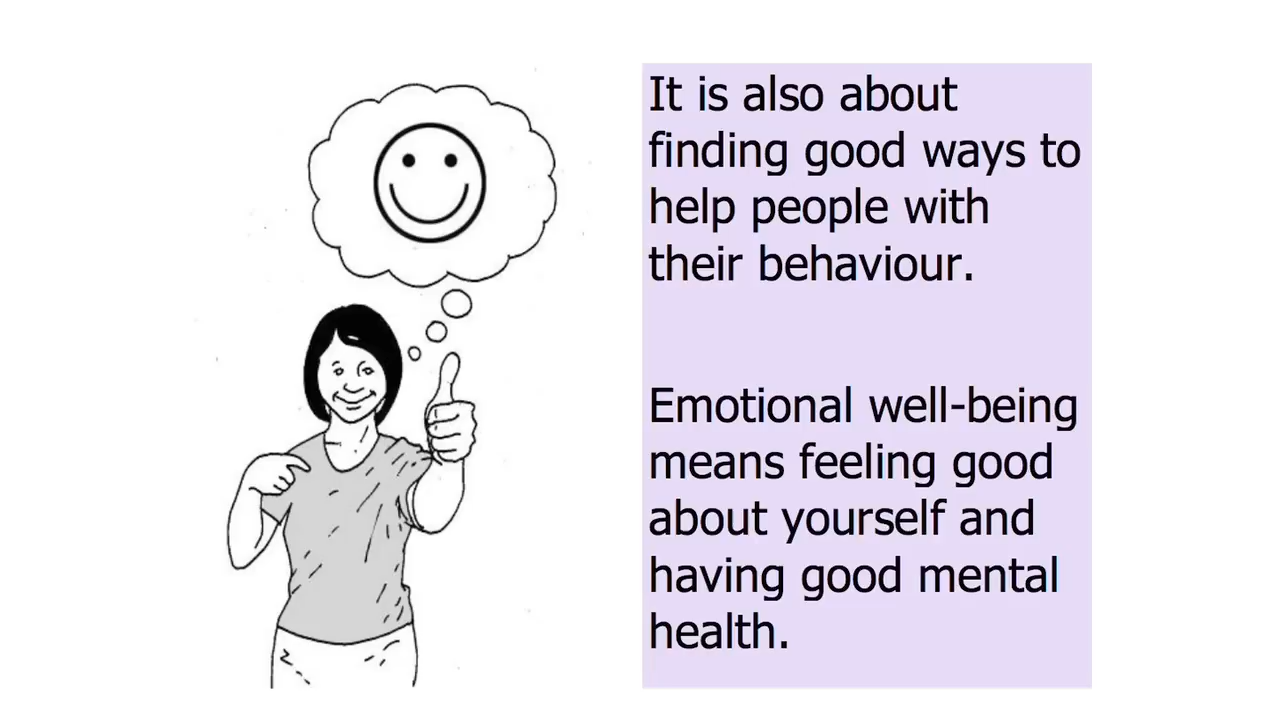 It is also about
finding good ways to
help people with
their behaviour.
Emotional well-being
means feeling good
about yourself and
having good mental
health.